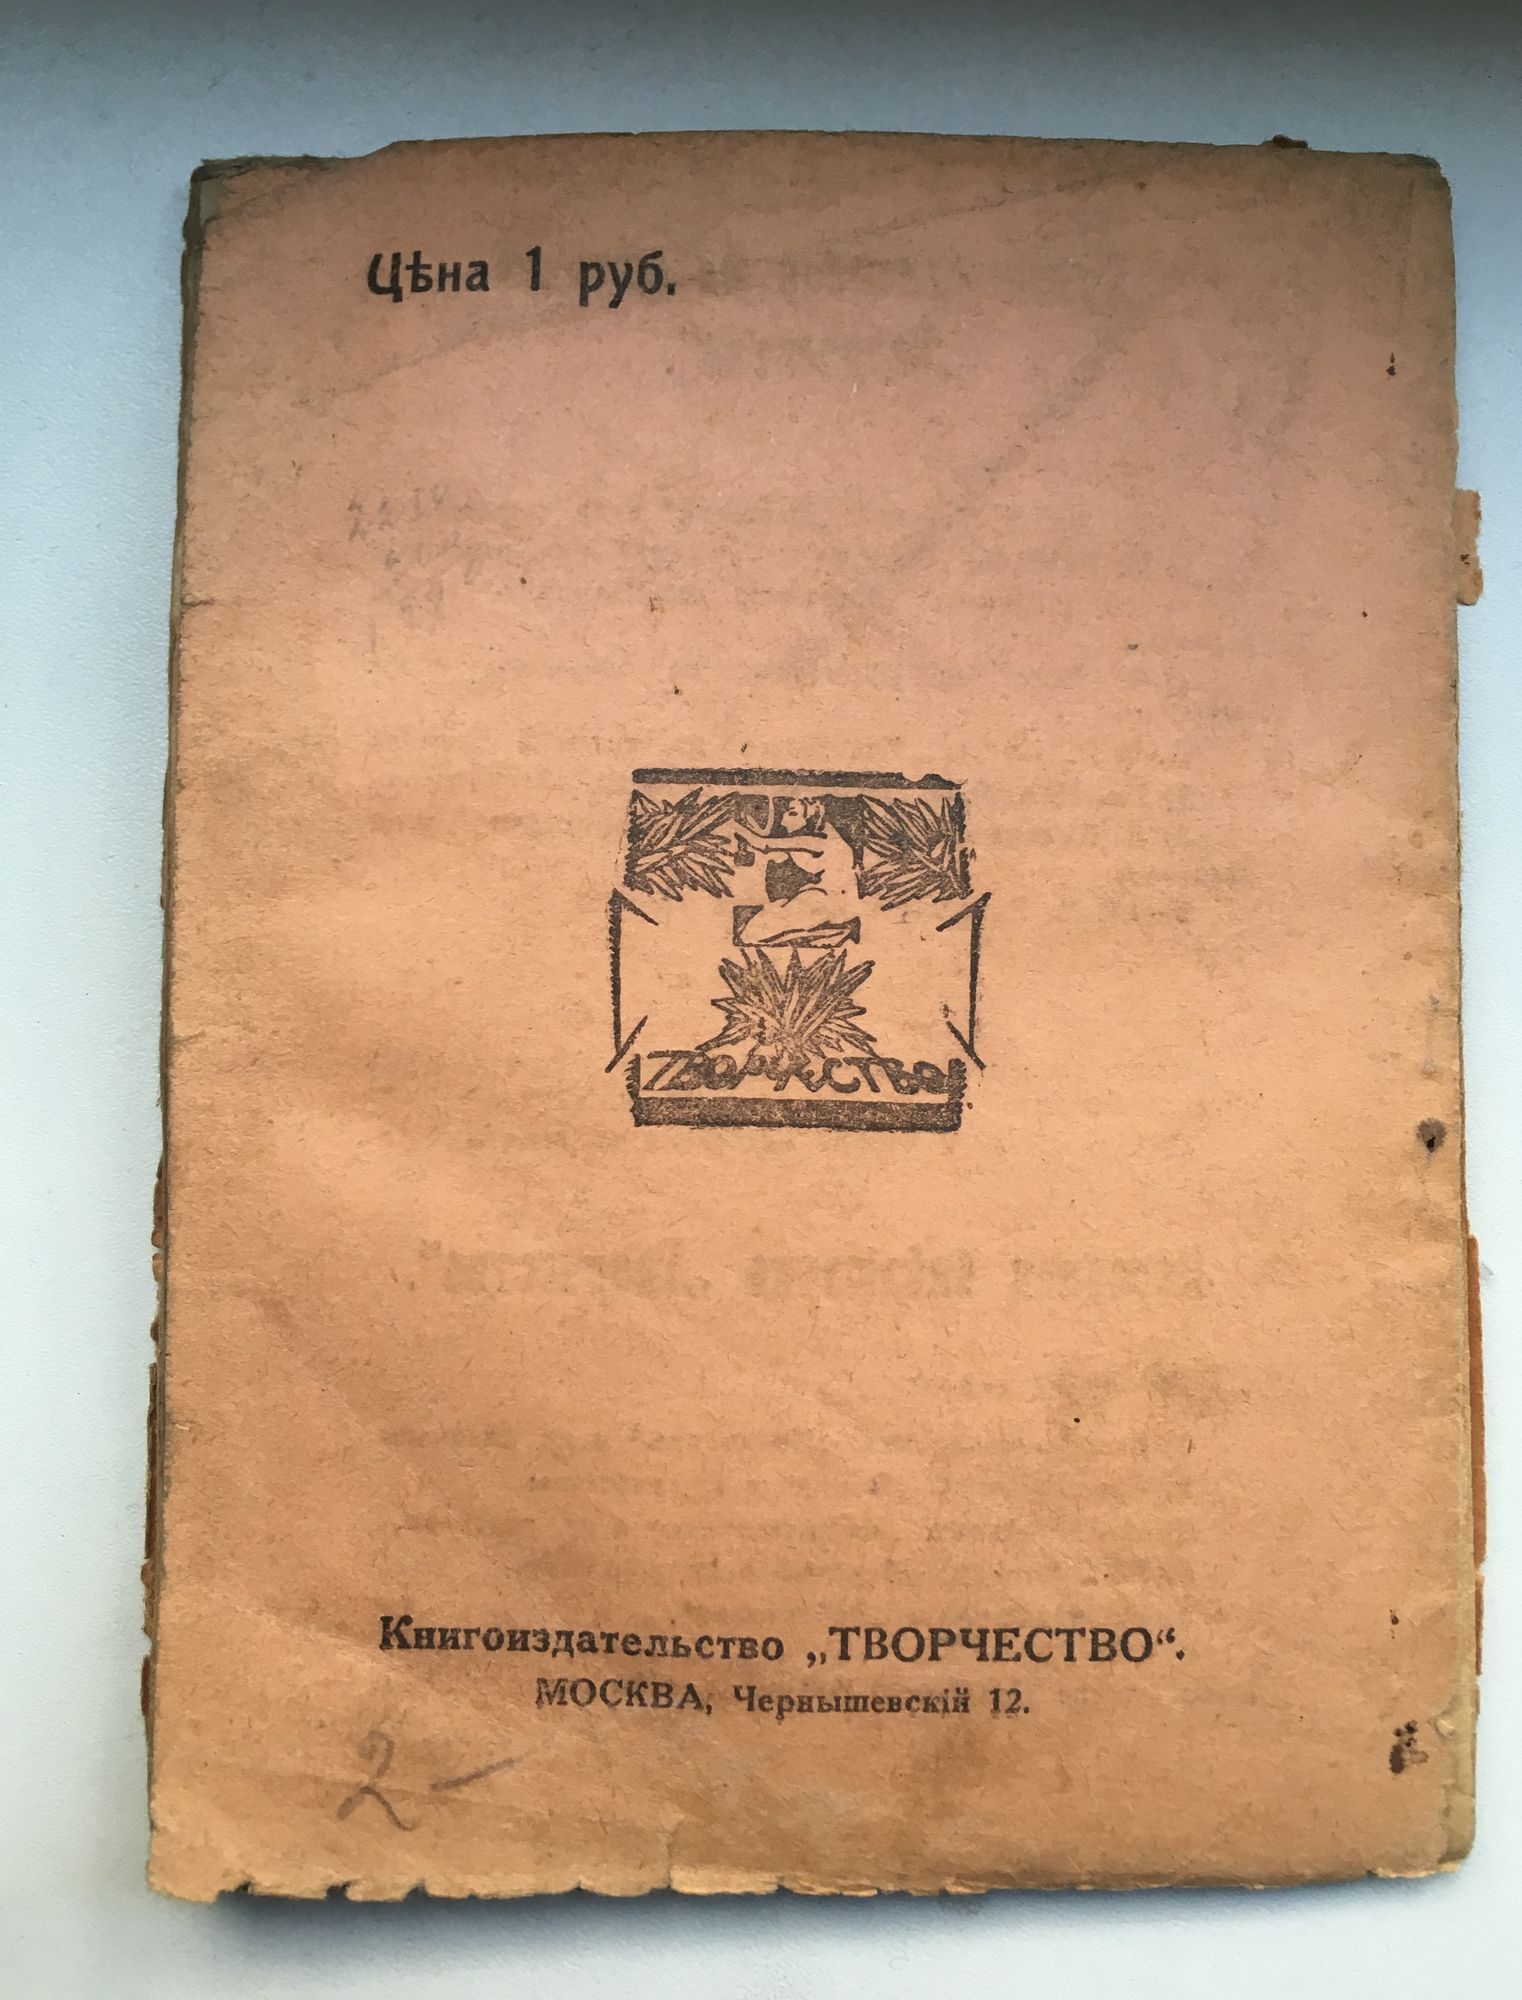 Цѣна 1 руб.
ТВОРЧЕСТВО
Книгоиздательство „ТВОРЧЕСТВО“.
МОСКВА, Чернышевскій 12.
2 —